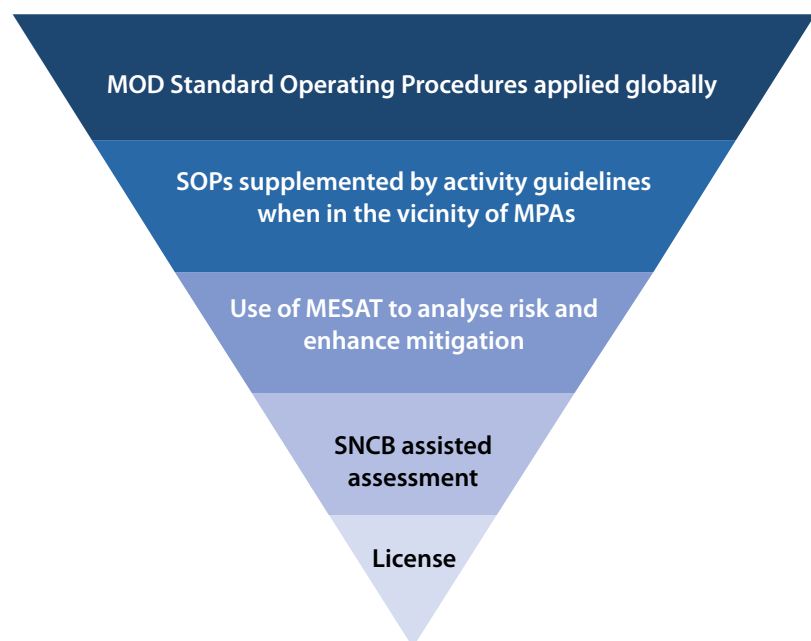 MOD Standard Operating Procedures applied globally
SOPs supplemented by activity guidelines
when in the vicinity of MPAs
Use of MESAT to analyse risk and
enhance mitigation
SNCB assisted
assessment
License